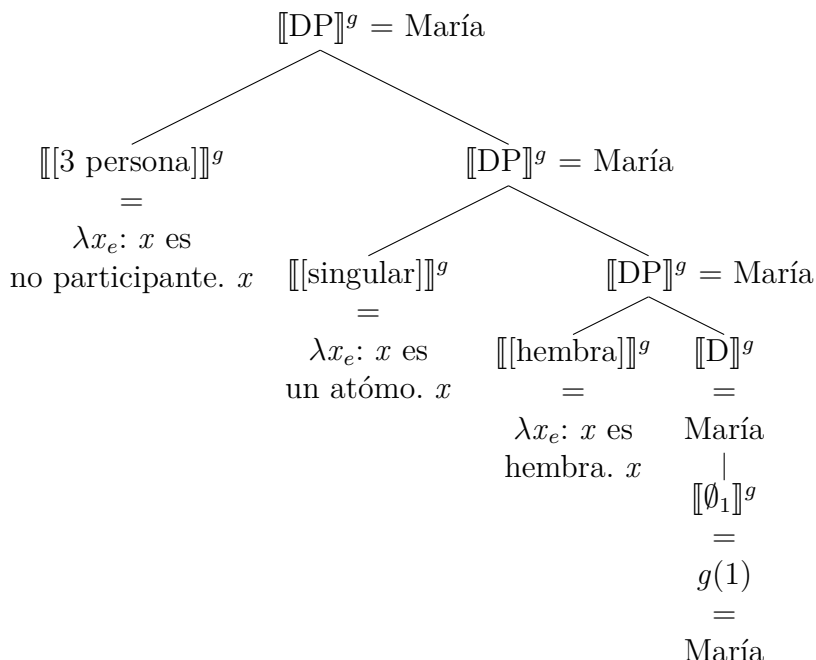 ⟦DP⟧^g = María
⟦[3 persona]⟧^g
=
λx_e: x es
no participante. x
⟦DP⟧^g = María
⟦[singular]⟧^g
=
λx_e: x es
un atómo. x
⟦DP⟧^g = María
⟦[hembra]⟧^g
=
λx_e: x es
hembra. x
⟦D⟧^g
=
María
⟦∅_1⟧^g
=
g(1)
=
María